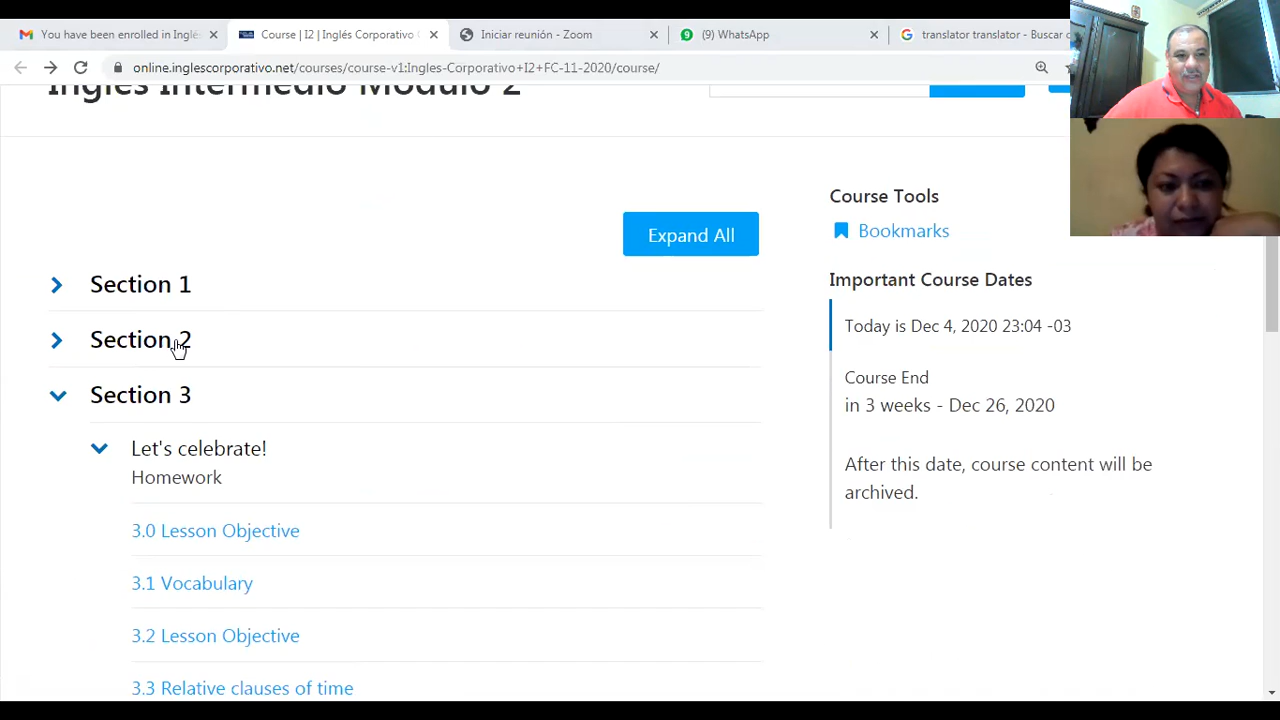 You have been enrolled in Inglé
Course | I2 | Inglés Corporativo
Iniciar reunión - Zoom
(9) WhatsApp
translator translator - Buscar c
online.inglescorporativo.net/courses/course-v1:Ingles-Corporativo+I2+FC-11-2020/course/
Inglés Intermedio Módulo 2
Expand All
Section 1
Section 2
Section 3
Let's celebrate!
Homework
3.0 Lesson Objective
3.1 Vocabulary
3.2 Lesson Objective
3.3 Relative clauses of time
Course Tools
Bookmarks
Important Course Dates
Today is Dec 4, 2020 23:04 -03
Course End
in 3 weeks - Dec 26, 2020
After this date, course content will be
archived.